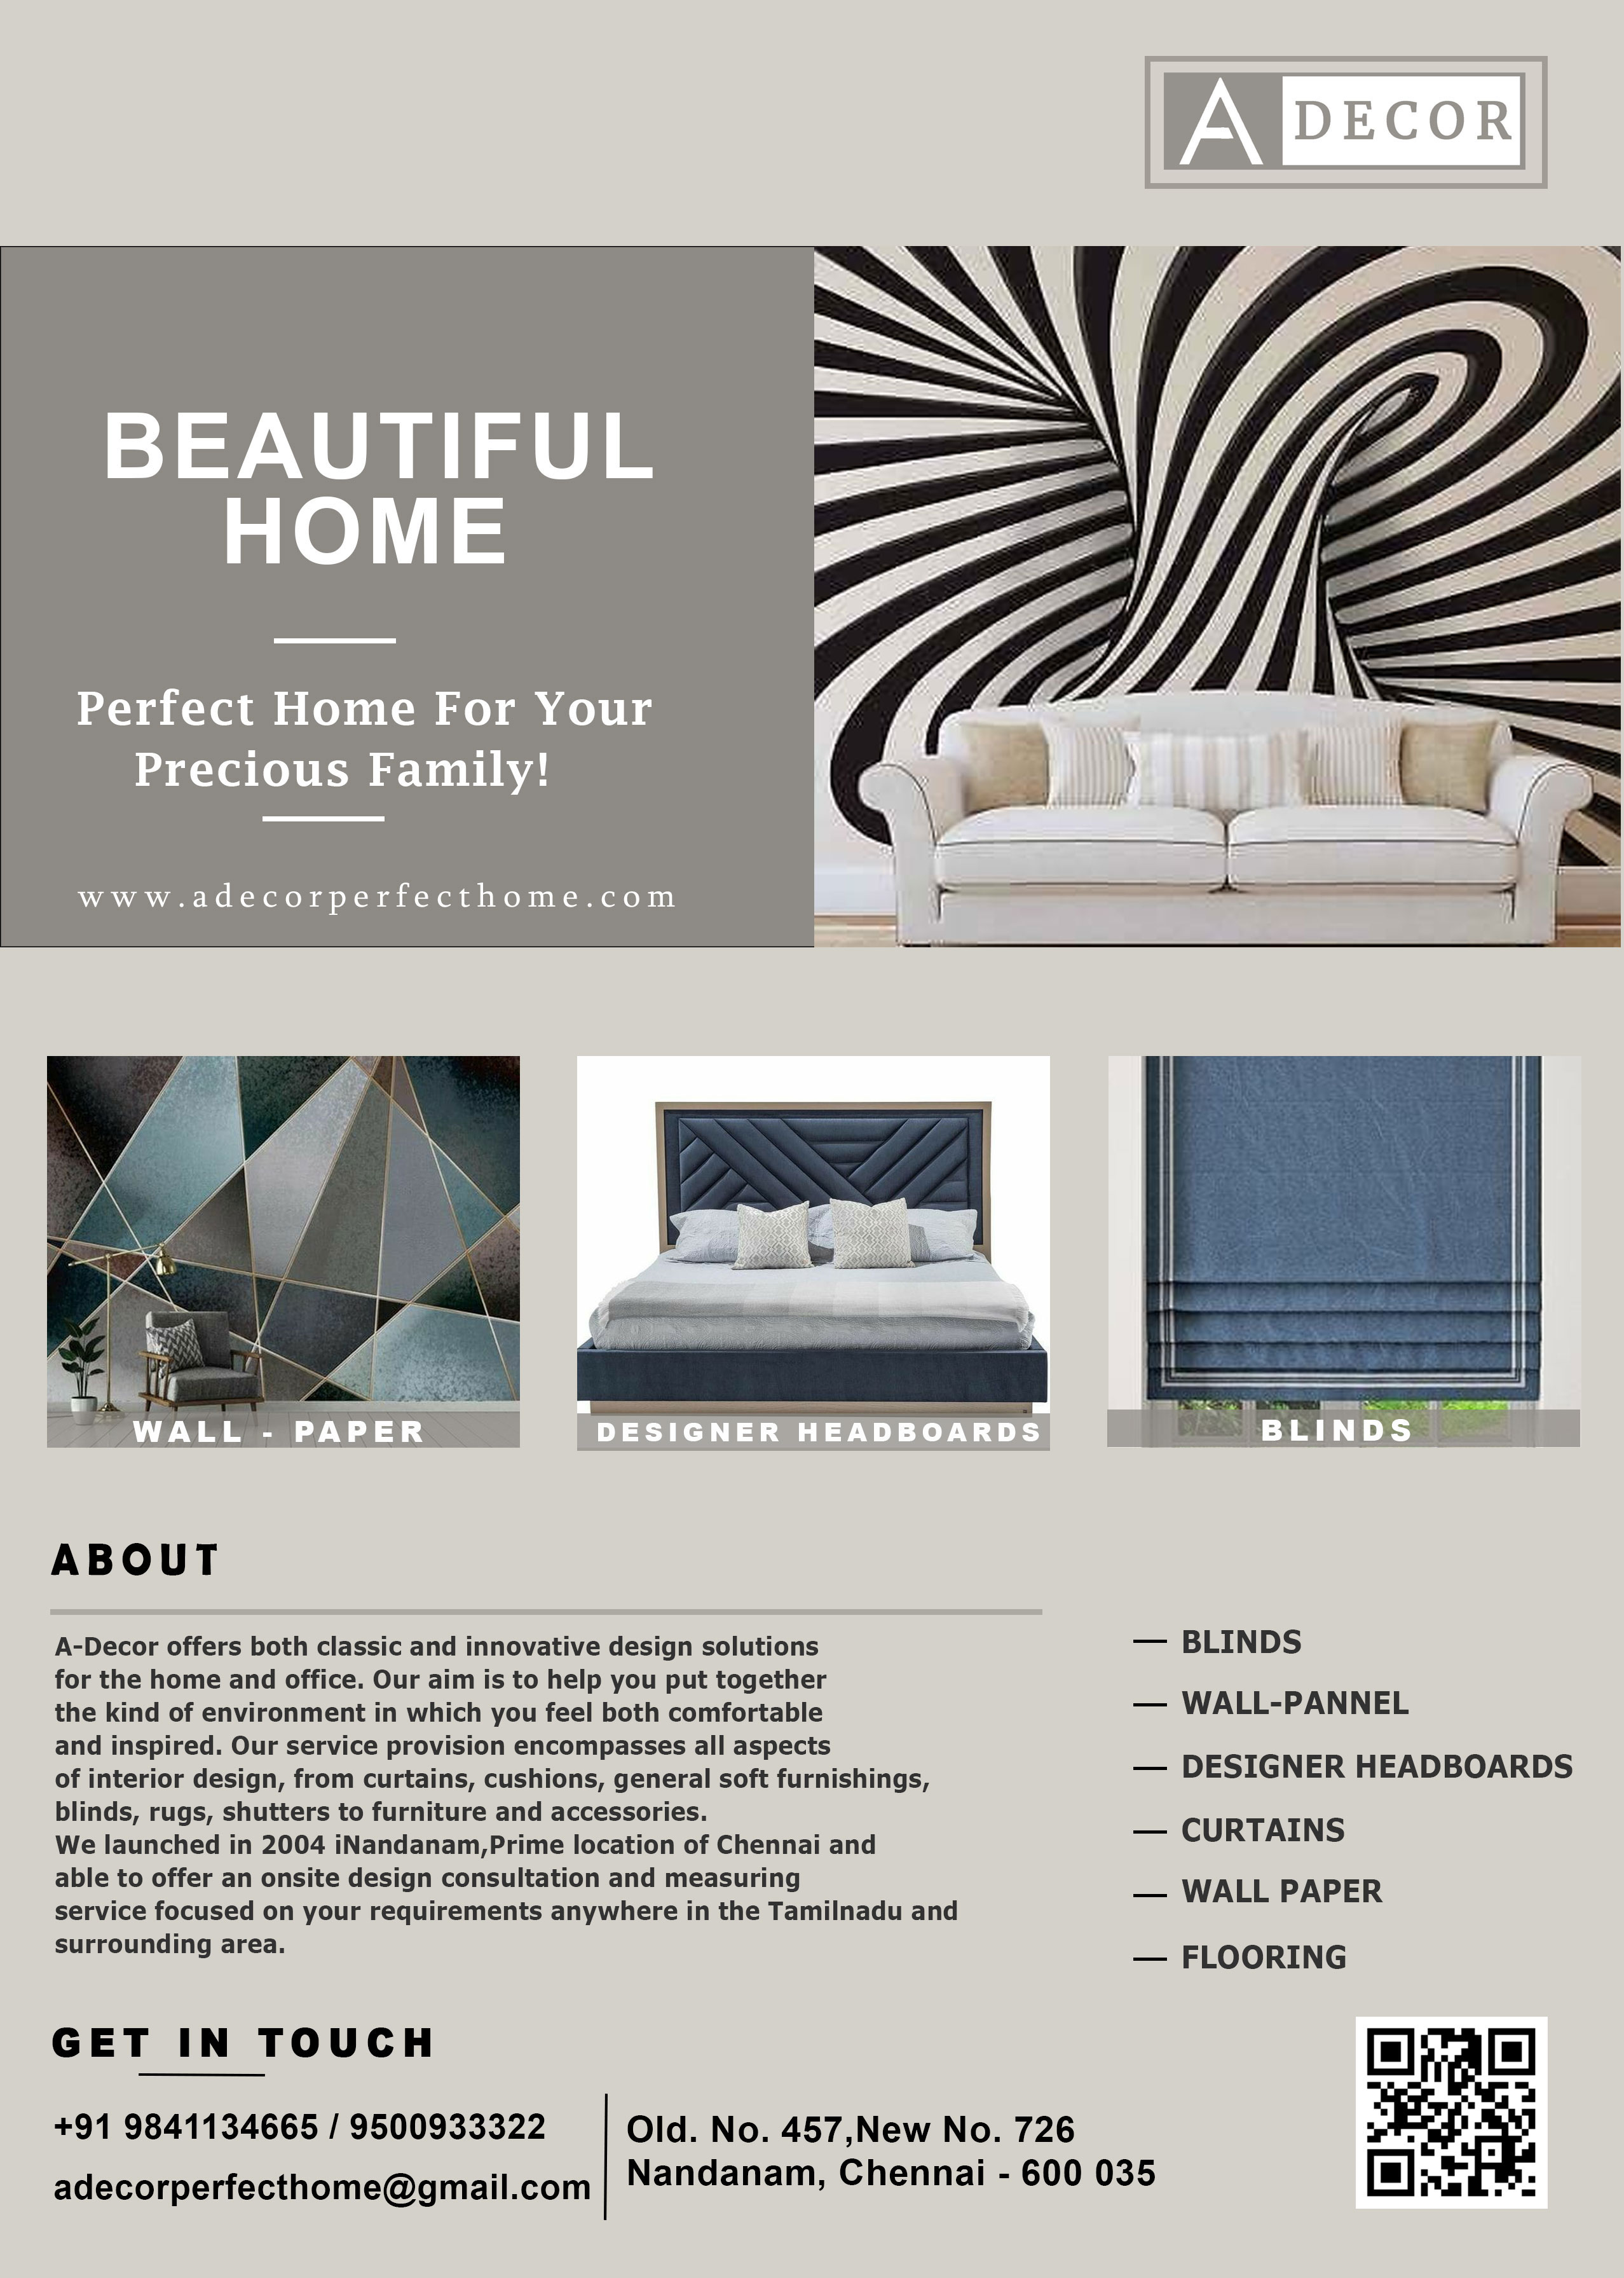 A DECOR
BEAUTIFUL
HOME
Perfect Home For Your
Precious Family!
www.adecorperfecthome.com
WALL - PAPER
DESIGNER HEADBOARDS
BLINDS
ABOUT
A-Decor offers both classic and innovative design solutions
for the home and office. Our aim is to help you put together
the kind of environment in which you feel both comfortable
and inspired. Our service provision encompasses all aspects
of interior design, from curtains, cushions, general soft furnishings,
blinds, rugs, shutters to furniture and accessories.
We launched in 2004 iNandanam,Prime location of Chennai and
able to offer an onsite design consultation and measuring
service focused on your requirements anywhere in the Tamilnadu and
surrounding area.
— BLINDS
— WALL-PANNEL
— DESIGNER HEADBOARDS
— CURTAINS
— WALL PAPER
— FLOORING
GET IN TOUCH
+91 9841134665 / 9500933322
adecorperfecthome@gmail.com
Old. No. 457,New No. 726
Nandanam, Chennai - 600 035